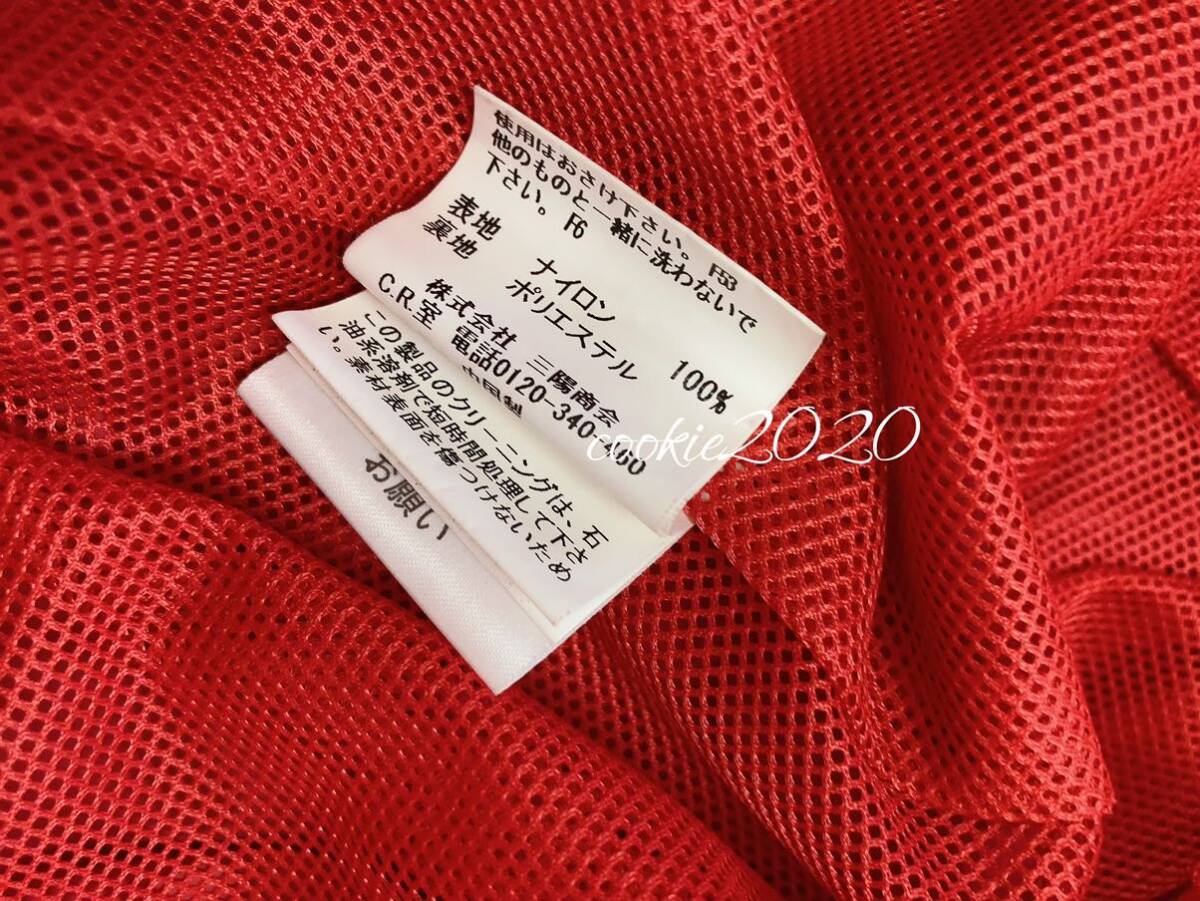 使用はおさけ下さい。 F53
他のものと一緒に洗わないで
下さい。 F6
表地 ナイロン 100%
裏地 ポリエステル
株式会社 三陽商会
C.R.室 電話0120-340-460
中国製
この製品のクリーニングは、石
油系溶剤で短時間処理して下さ
い。素材表面を傷つけないため
お願い
cookie2020